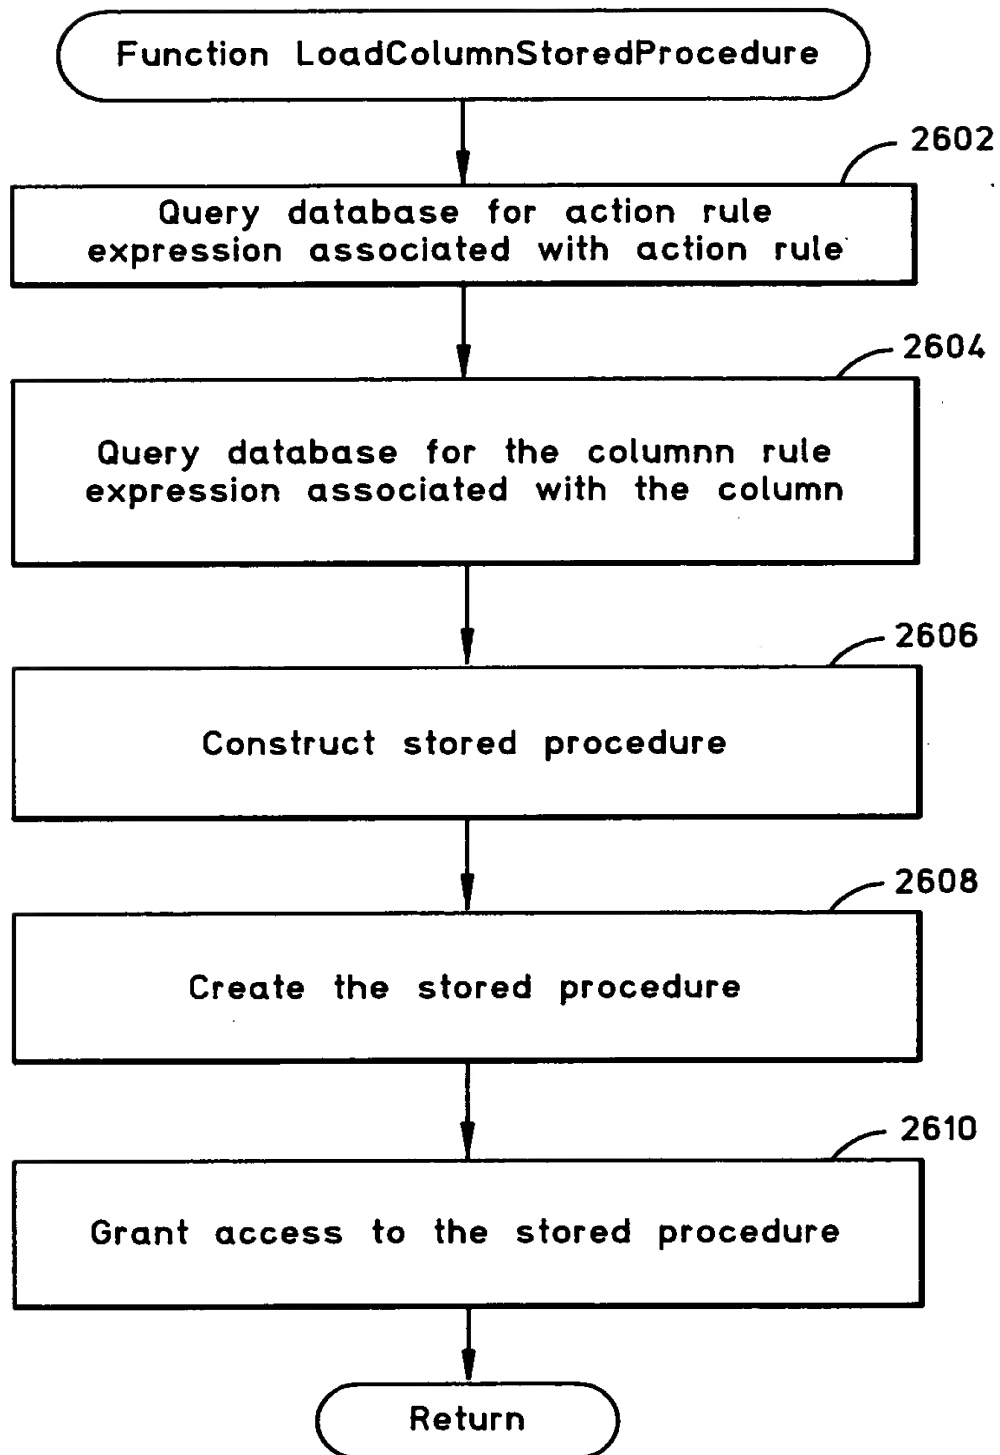 Function LoadColumnStoredProcedure
2602
Query database for action rule
expression associated with action rule
2604
Query database for the columnn rule
expression associated with the column
2606
Construct stored procedure
2608
Create the stored procedure
2610
Grant access to the stored procedure
Return